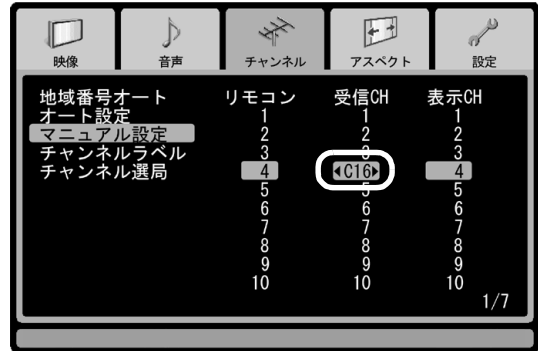 映像 音声 チャンネル アスペクト 設定
地域番号オート リモコン 受信CH 表示CH
オート設定 1 1 1
マニュアル設定 2 2 2
チャンネルラベル 3 3 3
チャンネル選局 4 C16 4
5 5 5
6 6 6
7 7 7
8 8 8
9 9 9
10 10 10
1/7